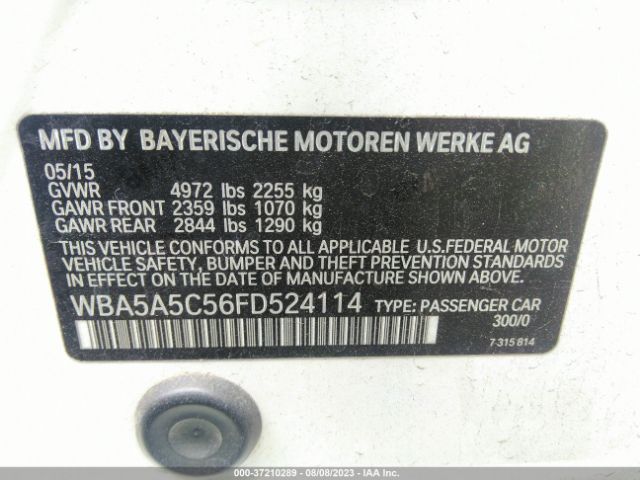 MFD BY BAYERISCHE MOTOREN WERKE AG
05/15
GVWR 4972 lbs 2255 kg
GAWR FRONT 2359 lbs 1070 kg
GAWR REAR 2844 lbs 1290 kg
THIS VEHICLE CONFORMS TO ALL APPLICABLE U.S.FEDERAL MOTOR
VEHICLE SAFETY, BUMPER AND THEFT PREVENTION STANDARDS
IN EFFECT ON THE DATE OF MANUFACTURE SHOWN ABOVE.
WBA5A5C56FD524114 TYPE: PASSENGER CAR
300/0
7 315 814
000-37210289 - 08/08/2023 - IAA Inc.